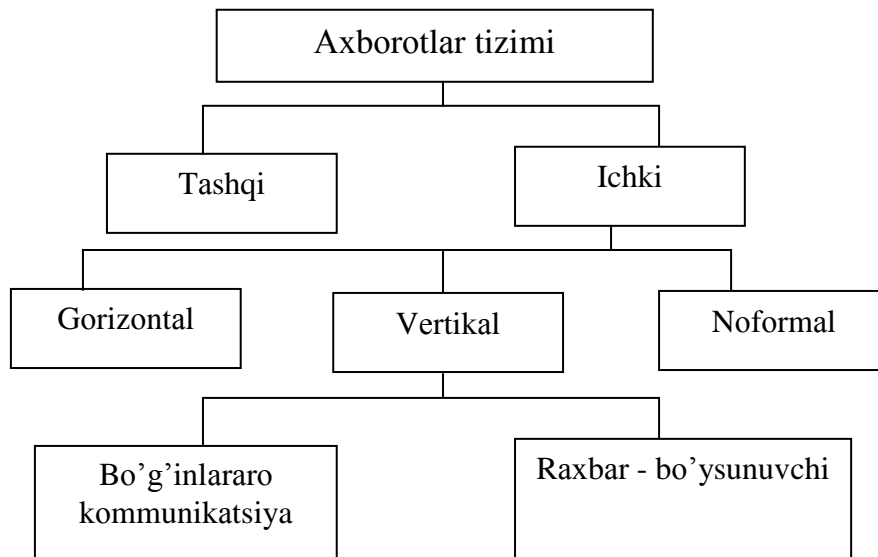 Axborotlar tizimi
Tashqi
Ichki
Gorizontal
Vertikal
Noformal
Bo’g’inlararo
kommunikatsiya
Raxbar - bo’ysunuvchi